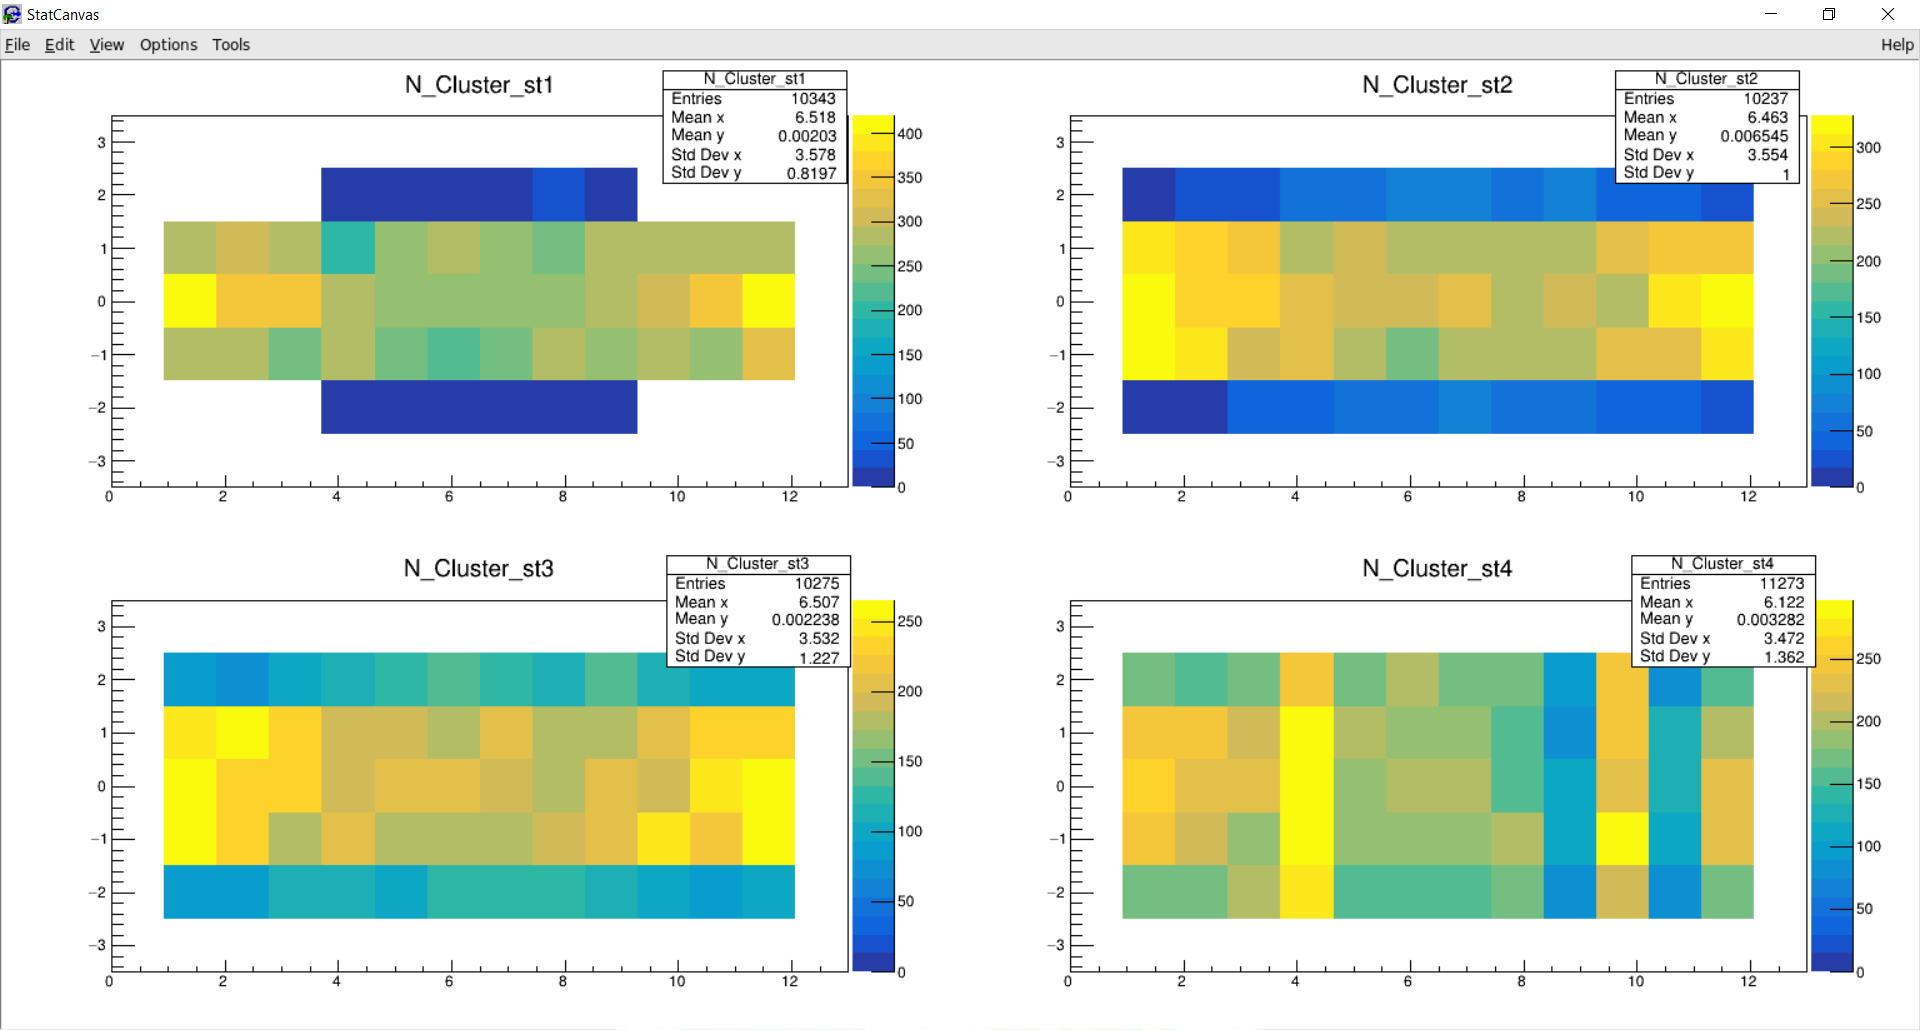 StatCanvas
File Edit View Options Tools Help
N_Cluster_st1
N_Cluster_st1
Entries 10343
Mean x 6.518
Mean y 0.00203
Std Dev x 3.578
Std Dev y 0.8197
3
2
1
0
−1
−2
−3
0 2 4 6 8 10 12
400
350
300
250
200
150
100
50
0
N_Cluster_st2
N_Cluster_st2
Entries 10237
Mean x 6.463
Mean y 0.006545
Std Dev x 3.554
Std Dev y 1
3
2
1
0
−1
−2
−3
0 2 4 6 8 10 12
300
250
200
150
100
50
0
N_Cluster_st3
N_Cluster_st3
Entries 10275
Mean x 6.507
Mean y 0.002238
Std Dev x 3.532
Std Dev y 1.227
3
2
1
0
−1
−2
−3
0 2 4 6 8 10 12
250
200
150
100
50
0
N_Cluster_st4
N_Cluster_st4
Entries 11273
Mean x 6.122
Mean y 0.003282
Std Dev x 3.472
Std Dev y 1.362
3
2
1
0
−1
−2
−3
0 2 4 6 8 10 12
250
200
150
100
50
0